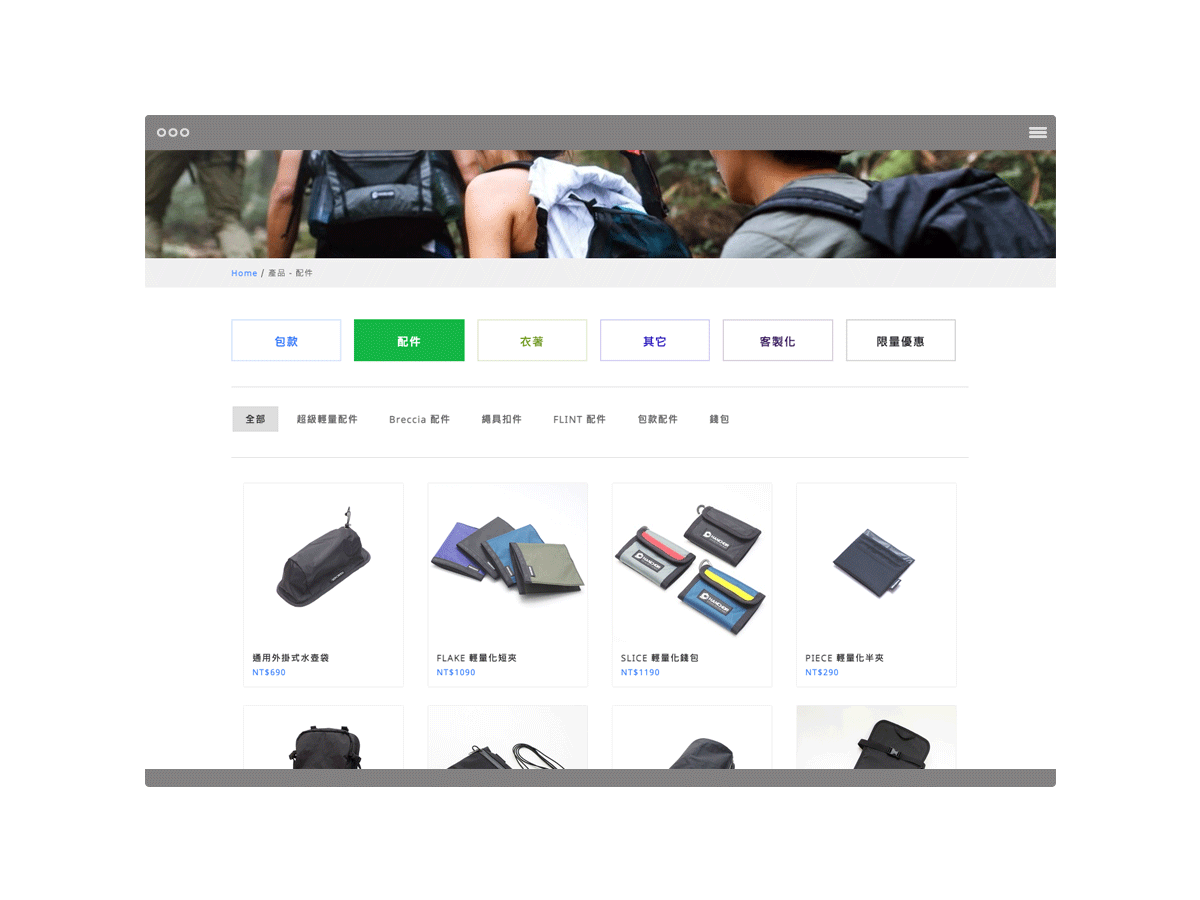 Home / 產品 - 配件
包款
配件
衣著
其它
客製化
限量優惠
全部
超級輕量配件
Breccia 配件
繩具扣件
FLINT 配件
包款配件
錢包
通用外掛式水壺袋
NT$690
FLAKE 輕量化短夾
NT$1090
SLICE 輕量化錢包
NT$1190
PIECE 輕量化半夾
NT$290